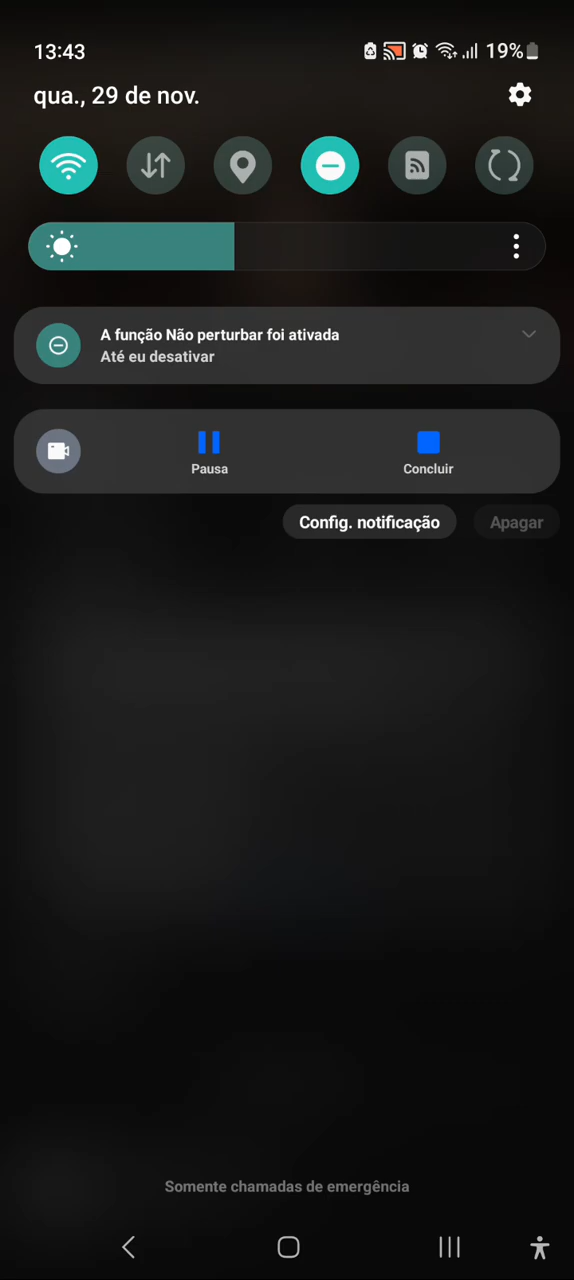 13:43
19%
qua., 29 de nov.
A função Não perturbar foi ativada
Até eu desativar
Pausa
Concluir
Config. notificação
Apagar
Somente chamadas de emergência